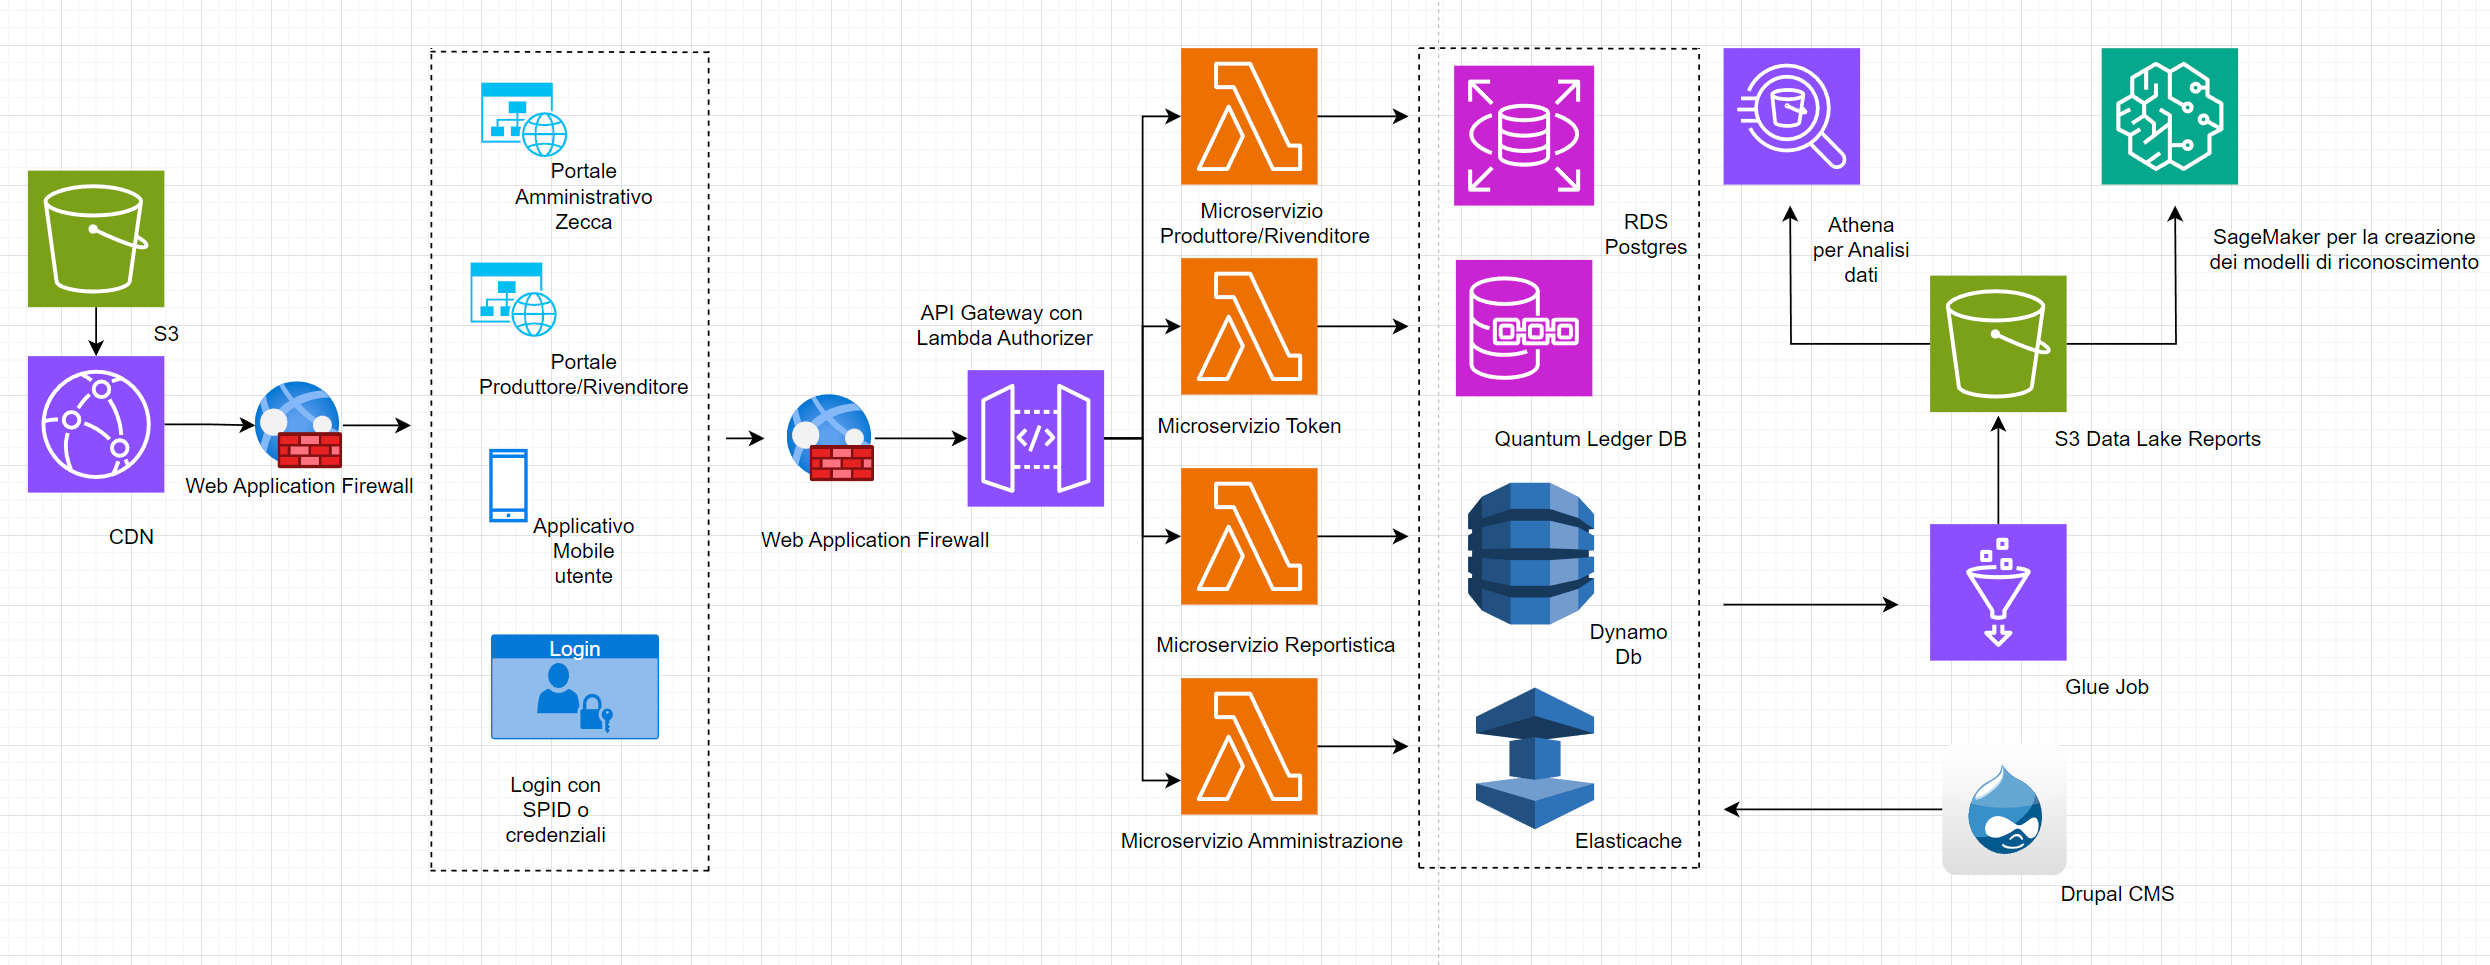 S3
CDN
Web Application Firewall
Portale
Amministrativo
Zecca
Portale
Produttore/Rivenditore
Applicativo
Mobile
utente
Login
Login con
SPID o
credenziali
Web Application Firewall
API Gateway con
Lambda Authorizer
Microservizio
Produttore/Rivenditore
Microservizio Token
Microservizio Reportistica
Microservizio Amministrazione
RDS
Postgres
Quantum Ledger DB
Dynamo
Db
Elasticache
Athena
per Analisi
dati
SageMaker per la creazione
dei modelli di riconoscimento
S3 Data Lake Reports
Glue Job
Drupal CMS